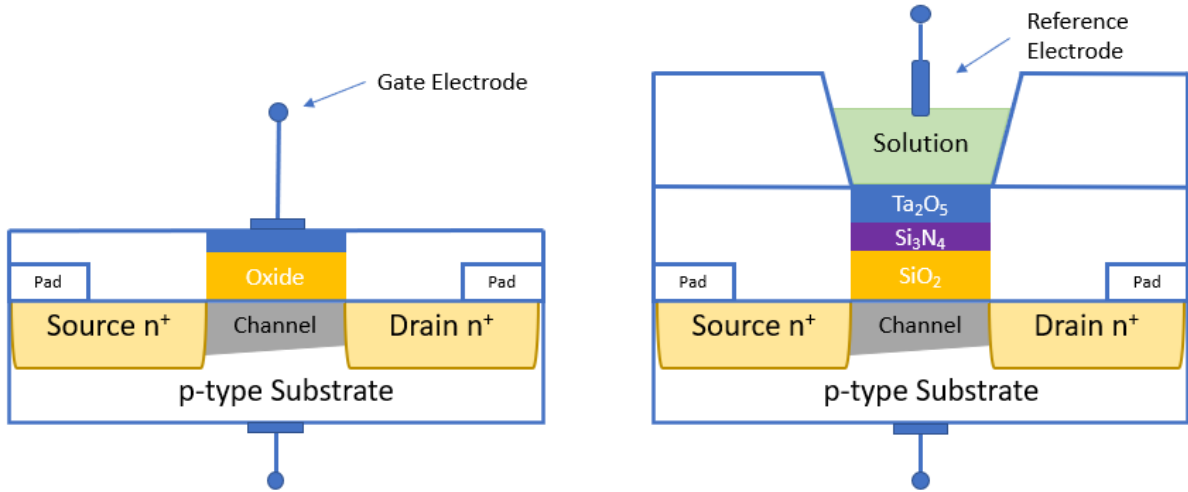 Gate Electrode
Oxide
Pad
Pad
Source n⁺
Channel
Drain n⁺
p-type Substrate
Reference
Electrode
Solution
Ta₂O₅
Si₃N₄
SiO₂
Pad
Pad
Source n⁺
Channel
Drain n⁺
p-type Substrate